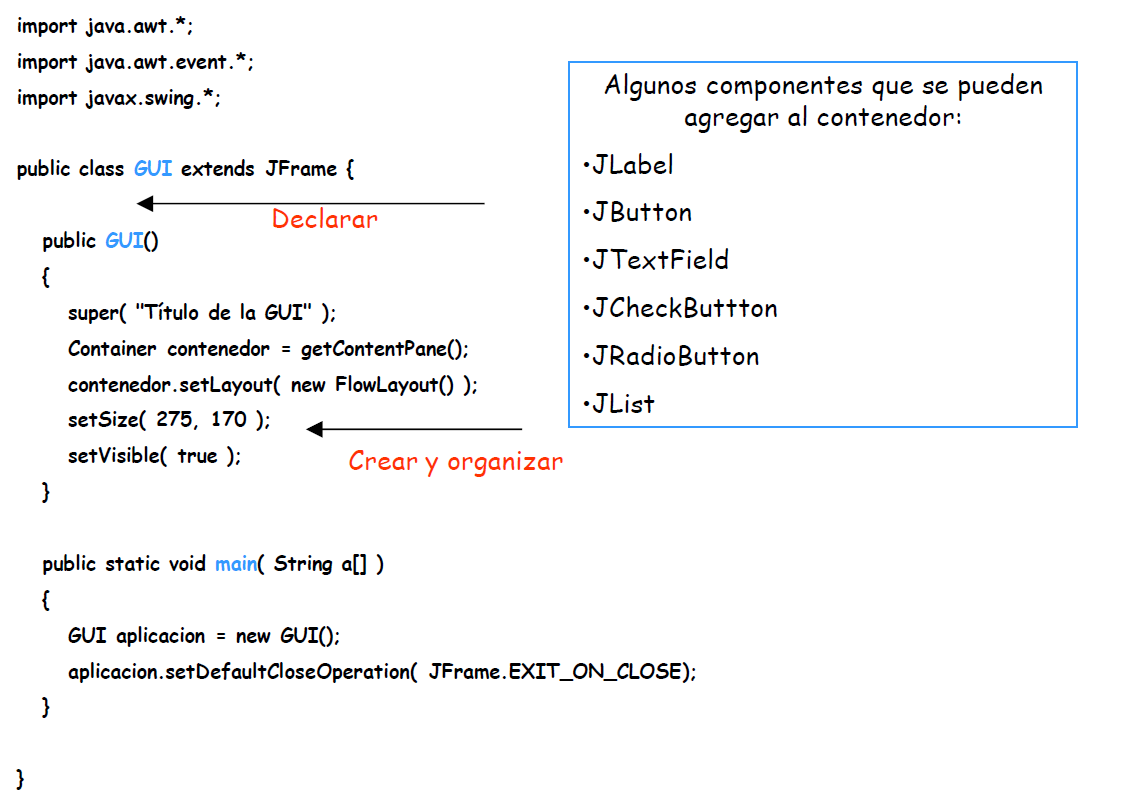 import java.awt.*;
import java.awt.event.*;
import javax.swing.*;
public class GUI extends JFrame {
Declarar
public GUI()
{
super( "Título de la GUI" );
Container contenedor = getContentPane();
contenedor.setLayout( new FlowLayout() );
setSize( 275, 170 );
Crear y organizar
setVisible( true );
}
public static void main( String a[] )
{
GUI aplicacion = new GUI();
aplicacion.setDefaultCloseOperation( JFrame.EXIT_ON_CLOSE);
}
}
Algunos componentes que se pueden
agregar al contenedor:
•JLabel
•JButton
•JTextField
•JCheckButtton
•JRadioButton
•JList